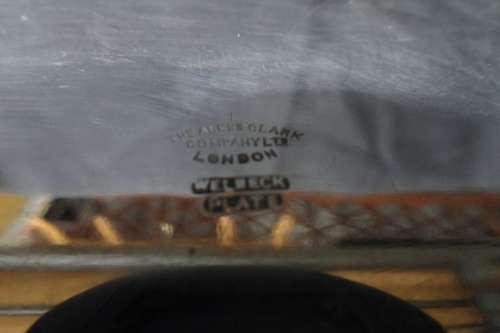 THE ALEX CLARK
COMPANY LTD
LONDON
WELBECK
PLATE